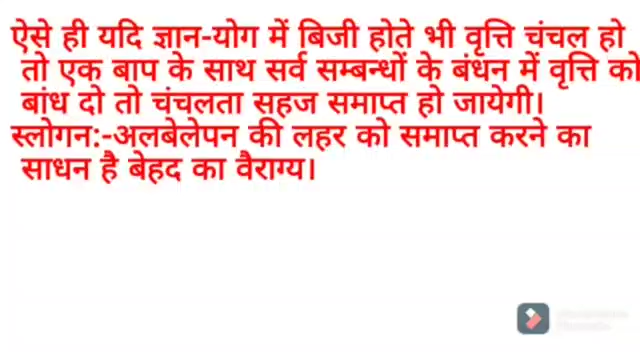 ऐसे ही यदि ज्ञान-योग में बिजी होते भी वृत्ति चंचल हो
तो एक बाप के साथ सर्व सम्बन्धों के बंधन में वृत्ति को
बांध दो तो चंचलता सहज समाप्त हो जायेगी।
स्लोगन:-अलबेलेपन की लहर को समाप्त करने का
साधन है बेहद का वैराग्य।